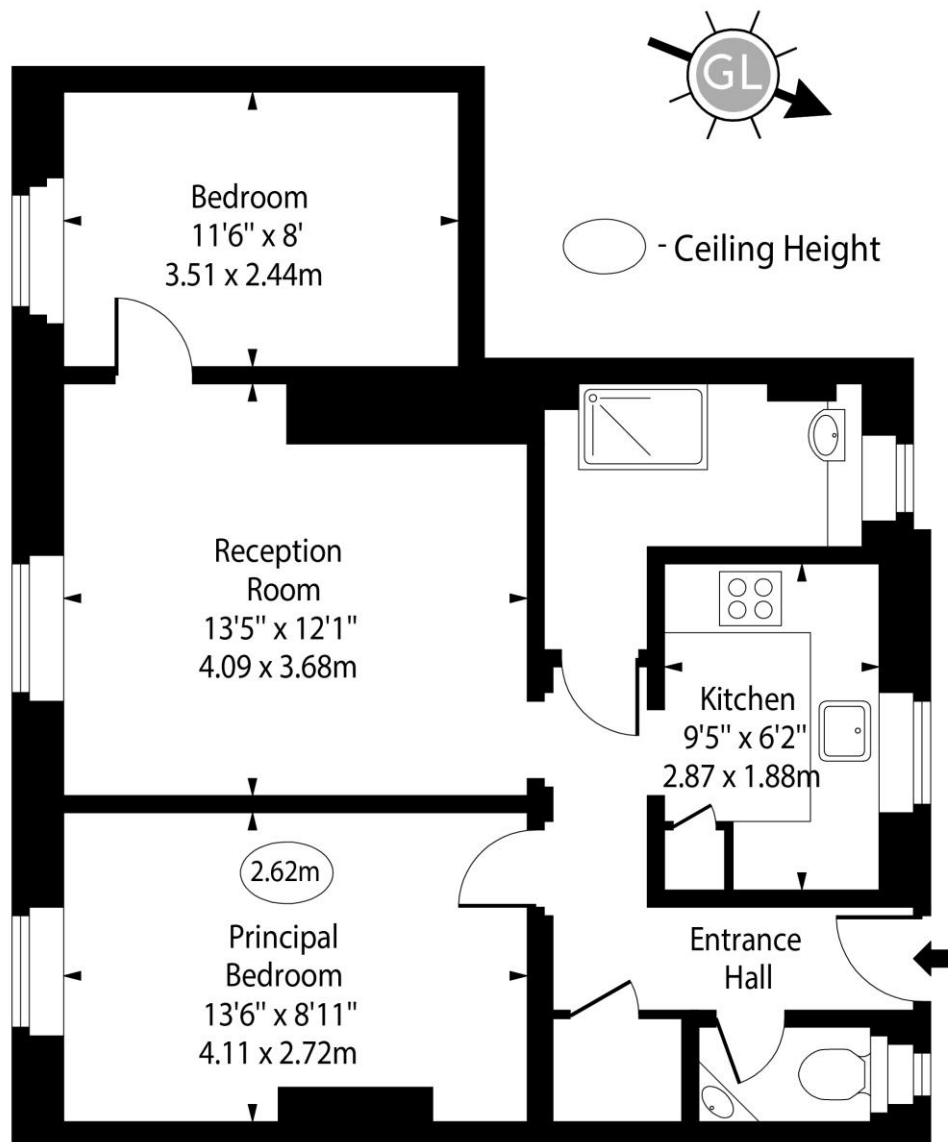 GL
Bedroom
11'6" x 8'
3.51 x 2.44m
- Ceiling Height
Reception
Room
13'5" x 12'1"
4.09 x 3.68m
Kitchen
9'5" x 6'2"
2.87 x 1.88m
2.62m
Principal
Bedroom
13'6" x 8'11"
4.11 x 2.72m
Entrance
Hall